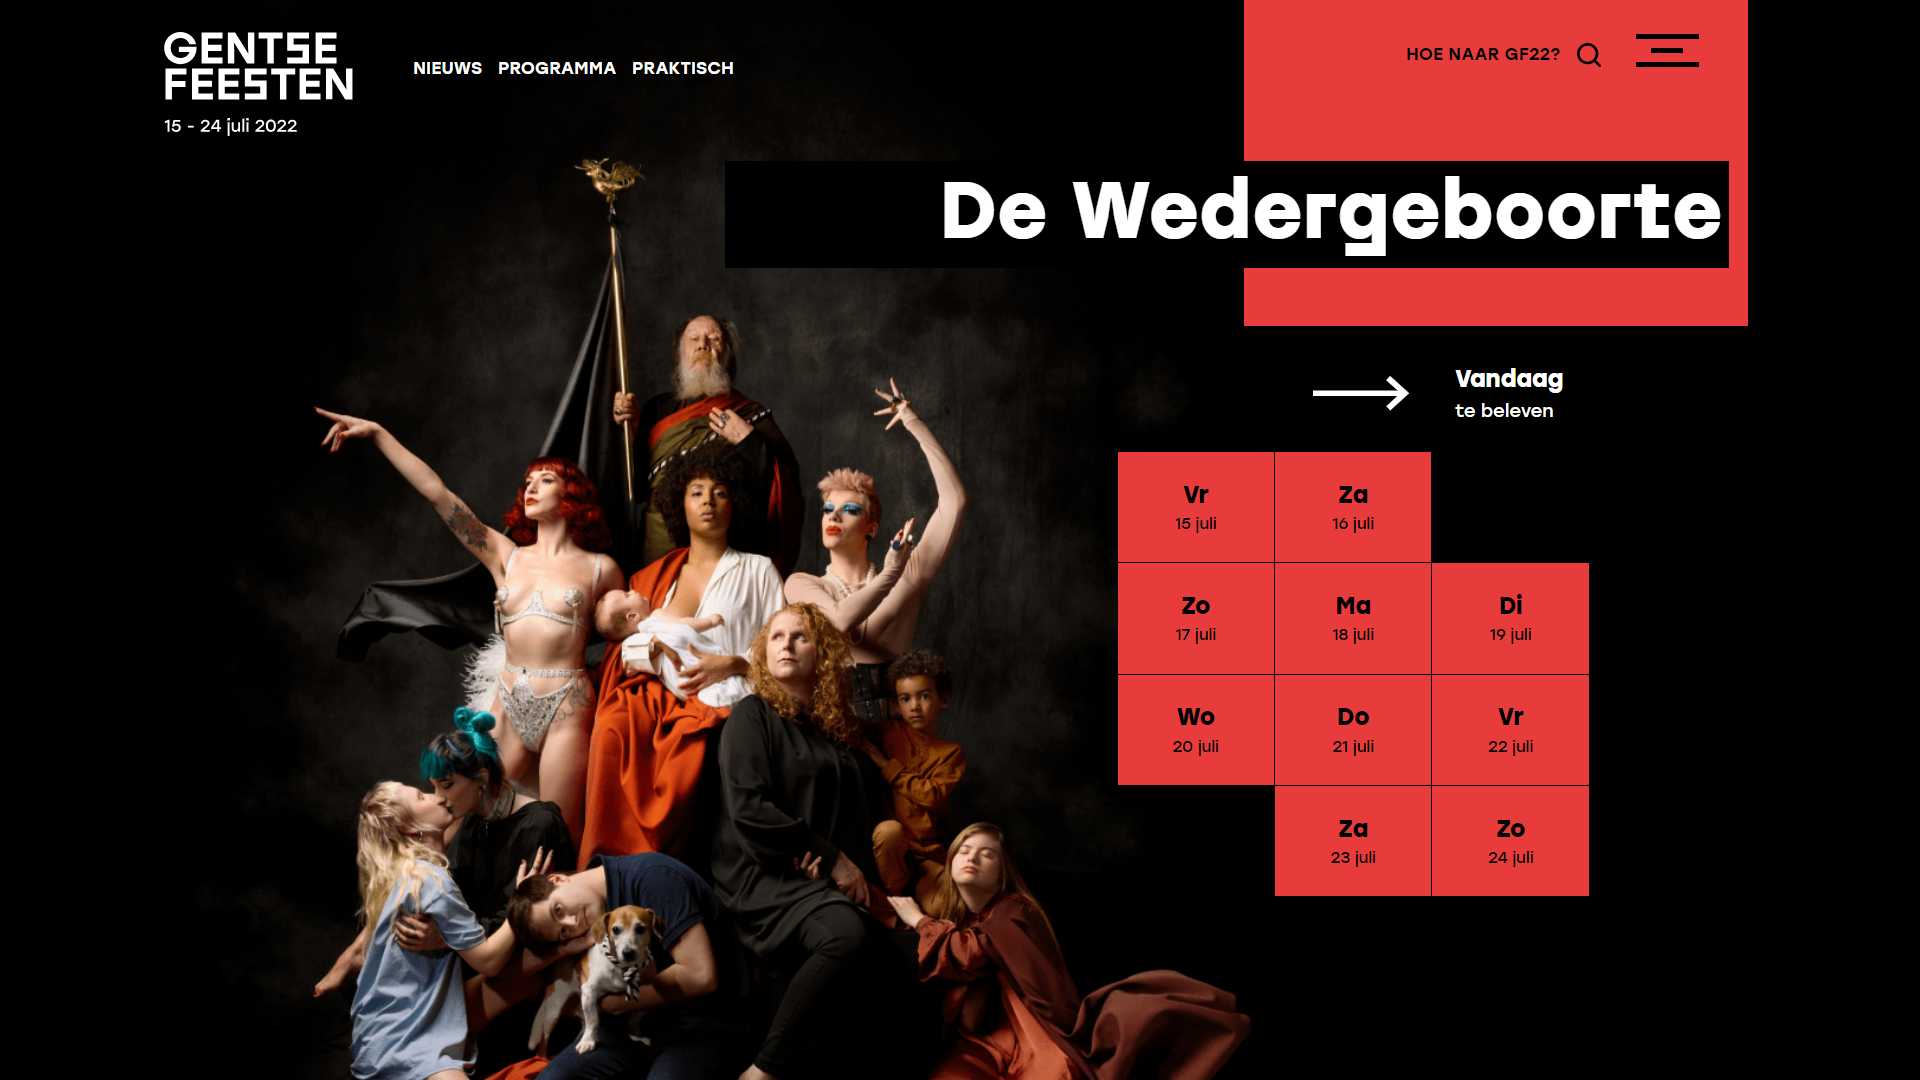 GENTSE
FEESTEN
15 - 24 juli 2022
NIEUWS PROGRAMMA PRAKTISCH
HOE NAAR GF22?
De Wedergeboorte
Vandaag
te beleven
Vr
15 juli
Za
16 juli
Zo
17 juli
Ma
18 juli
Di
19 juli
Wo
20 juli
Do
21 juli
Vr
22 juli
Za
23 juli
Zo
24 juli